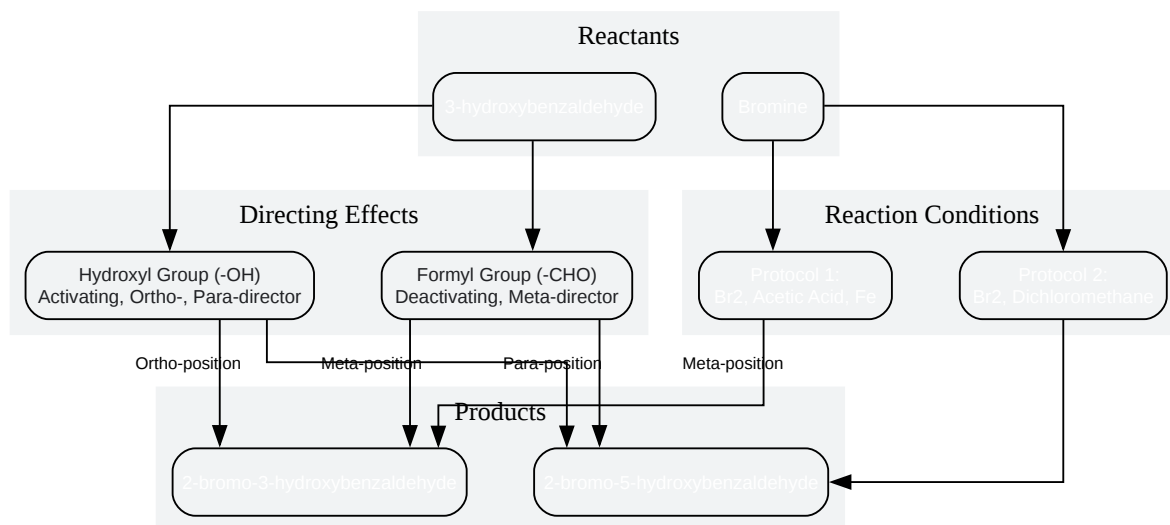 Reactants
3-hydroxybenzaldehyde
Bromine
Directing Effects
Reaction Conditions
Hydroxyl Group (-OH)
Activating, Ortho-, Para-director
Formyl Group (-CHO)
Deactivating, Meta-director
Protocol 1:
Br2, Acetic Acid, Fe
Protocol 2:
Br2, Dichloromethane
Ortho-position
Meta-position
Para-position
Meta-position
Products
2-bromo-3-hydroxybenzaldehyde
2-bromo-5-hydroxybenzaldehyde